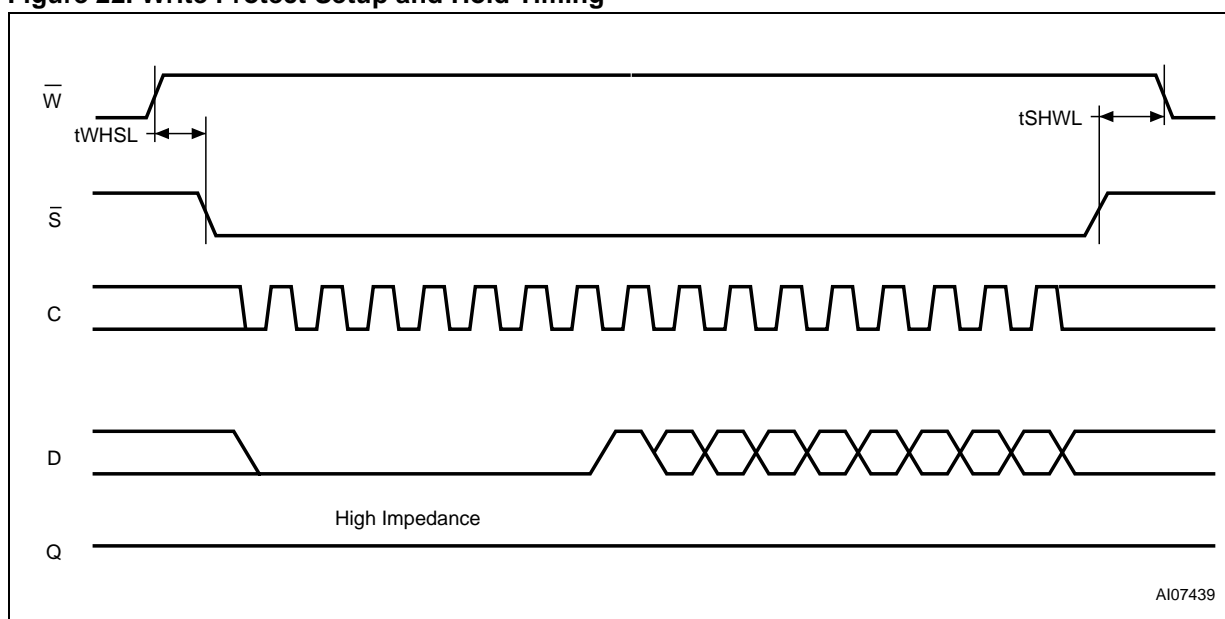 Figure 22. Write Protect Setup and Hold Timing
W̅
tWHSL
tSHWL
S̅
C
D
High Impedance
Q
AI07439